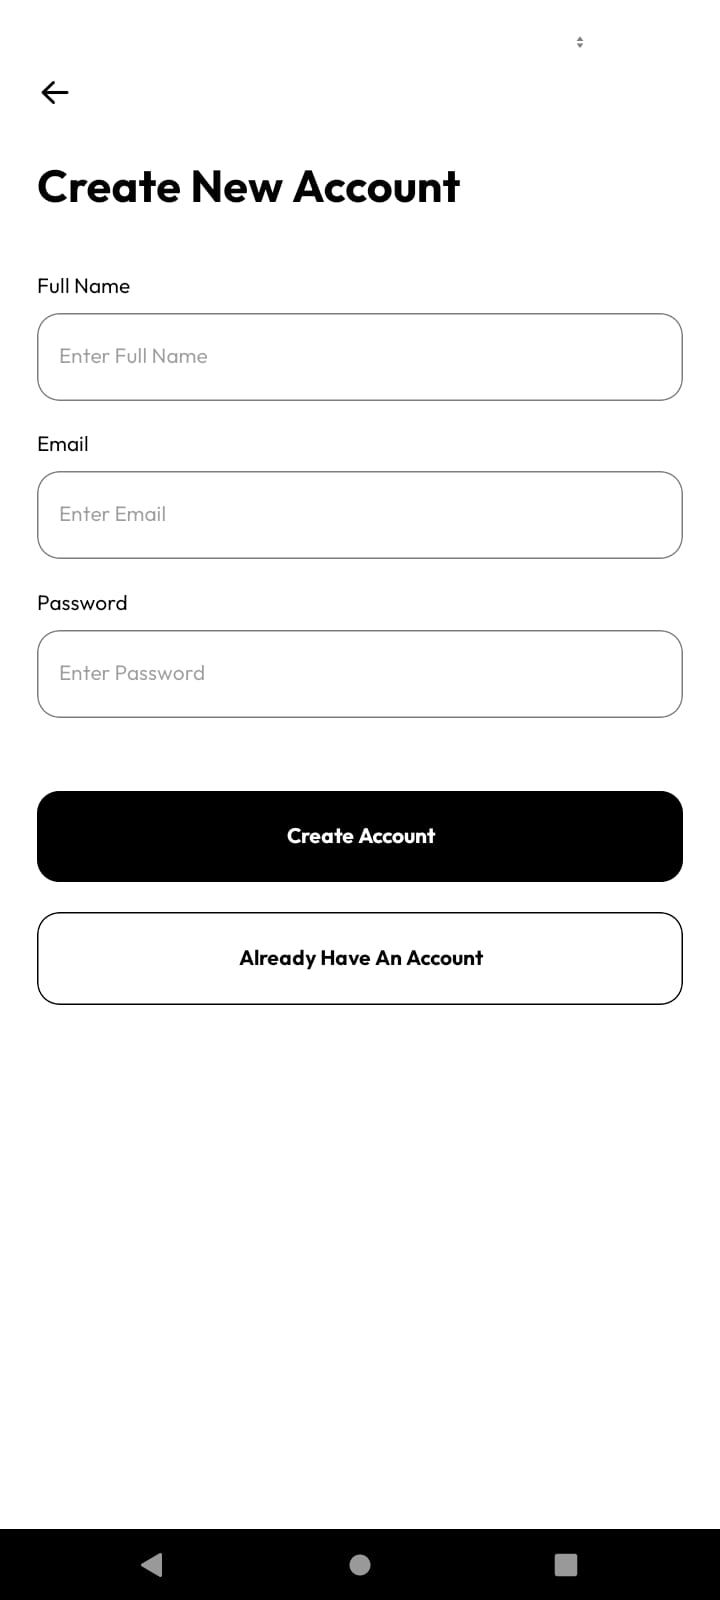 Create New Account
Full Name
Enter Full Name
Email
Enter Email
Password
Enter Password
Create Account
Already Have An Account